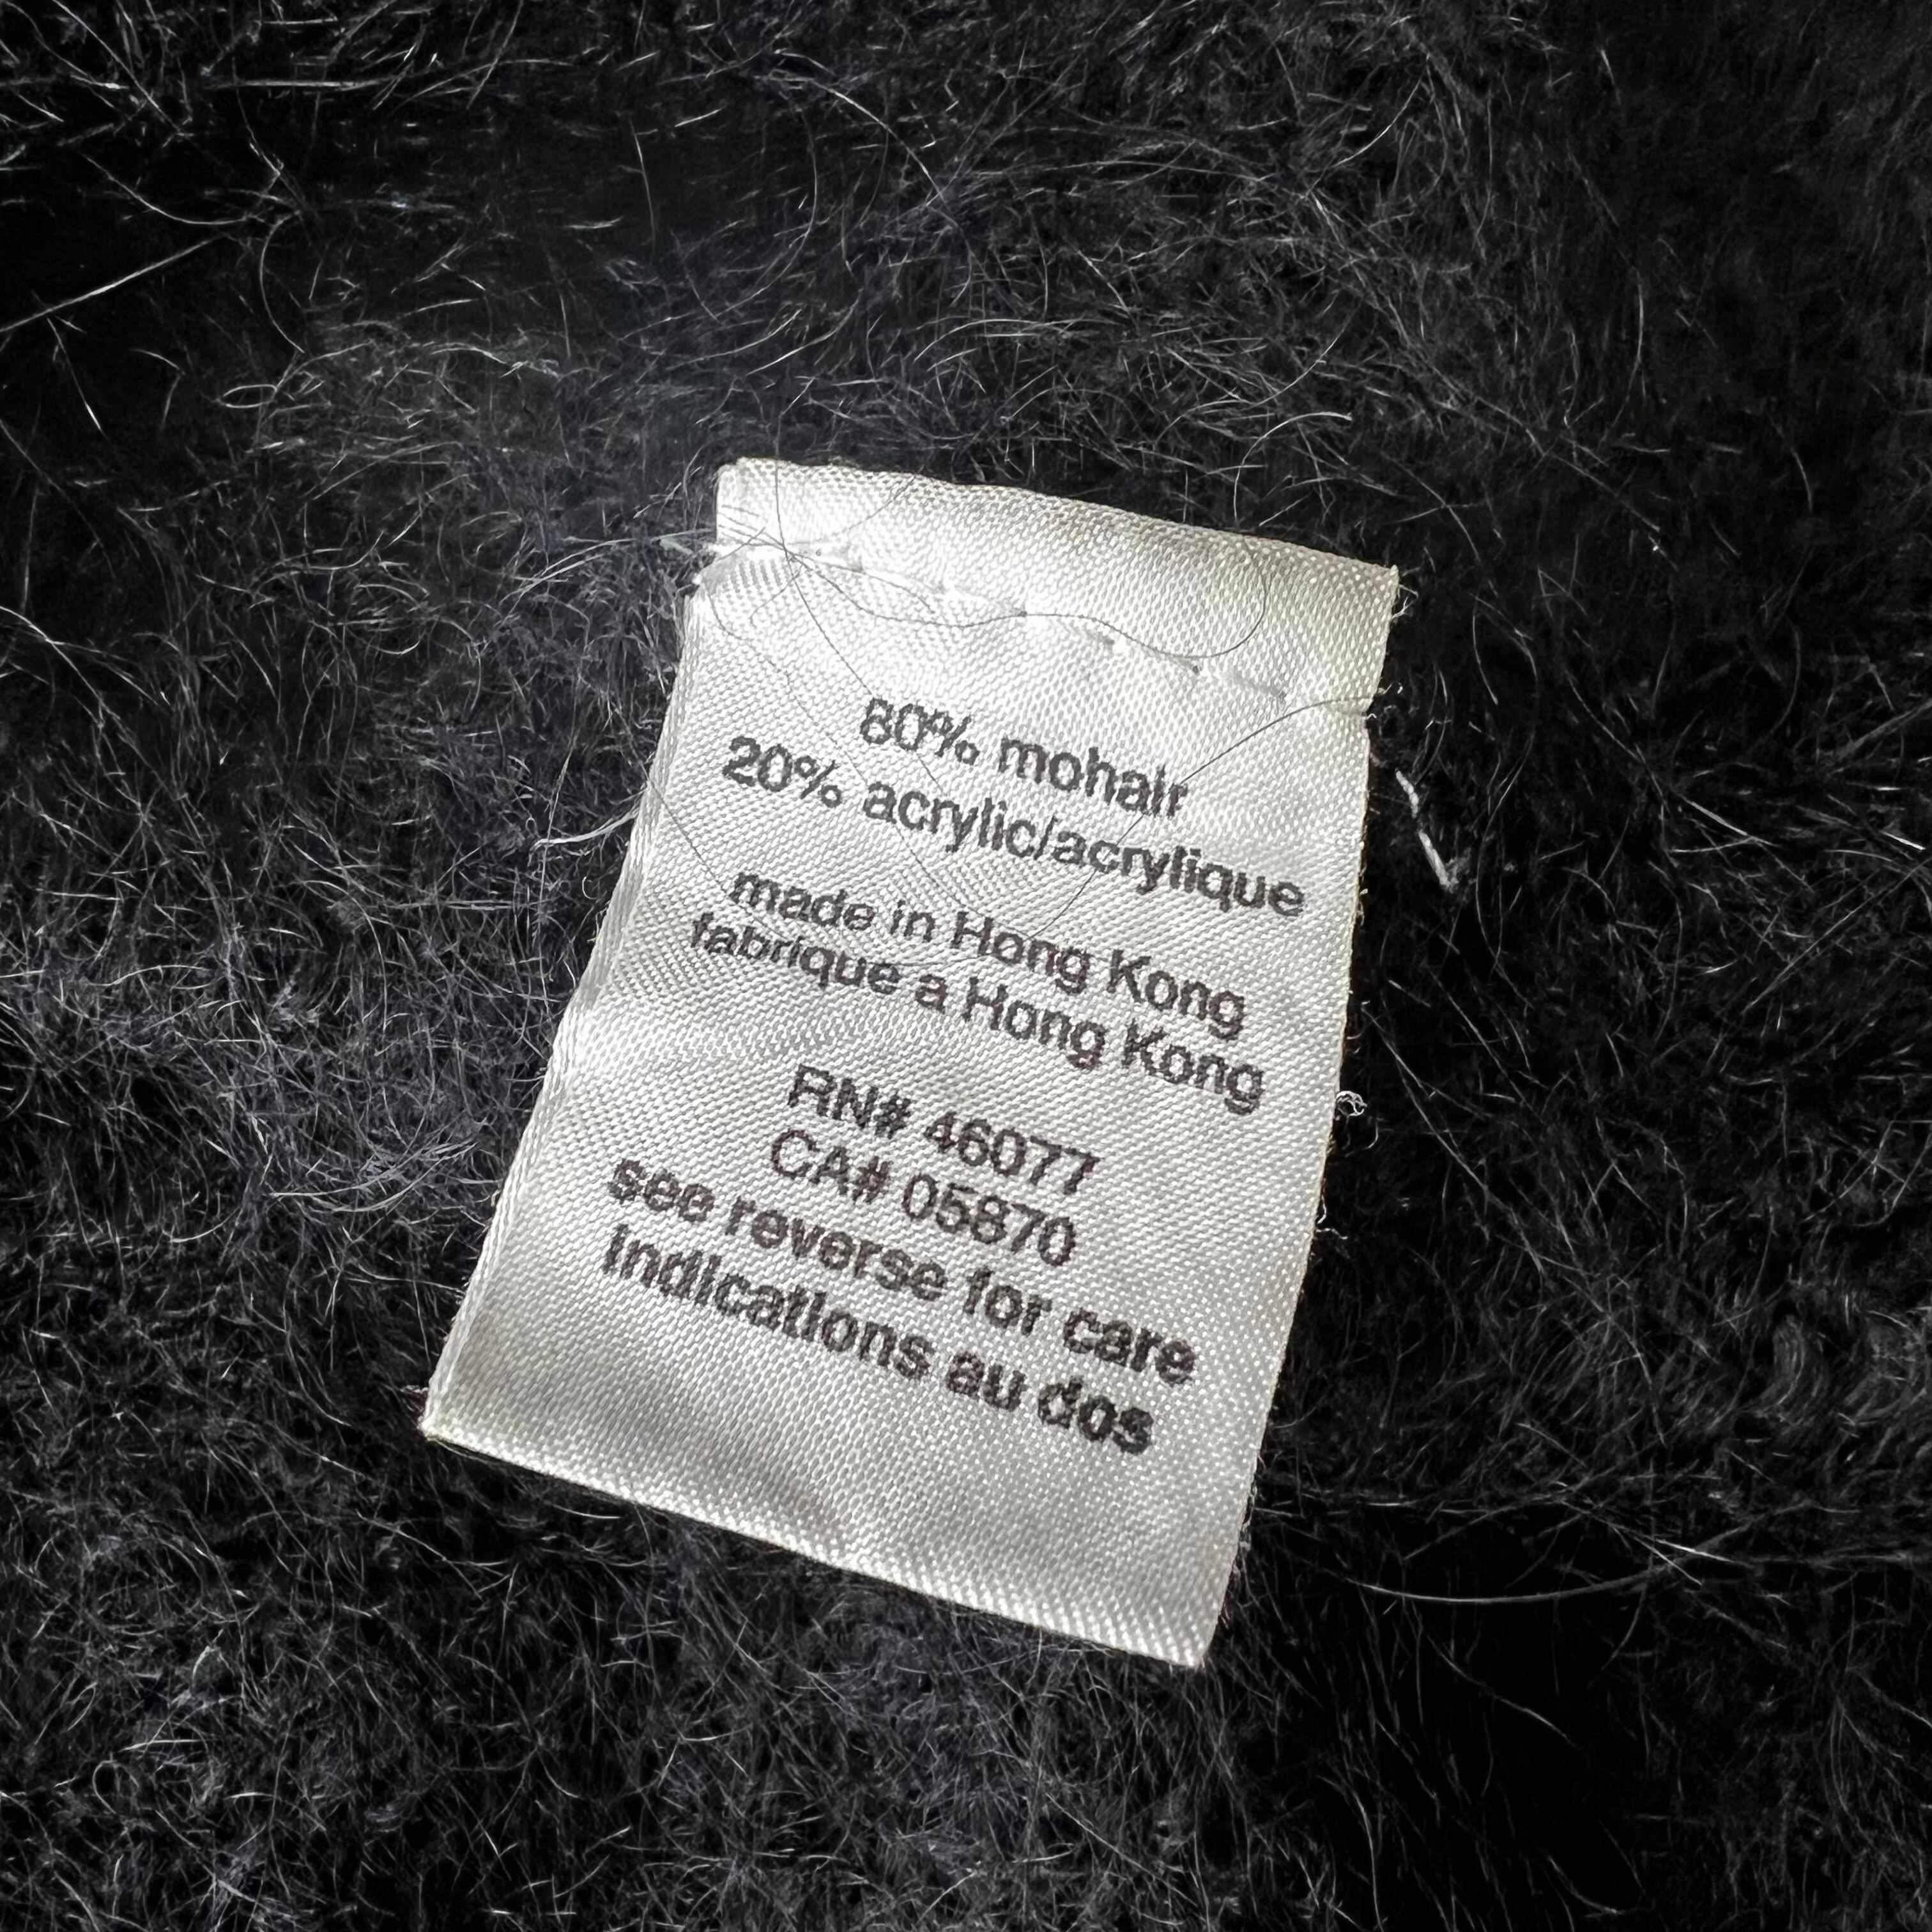 80% mohair
20% acrylic/acrylique
made in Hong Kong
fabrique a Hong Kong
RN# 46077
CA# 05870
see reverse for care
indications au dos